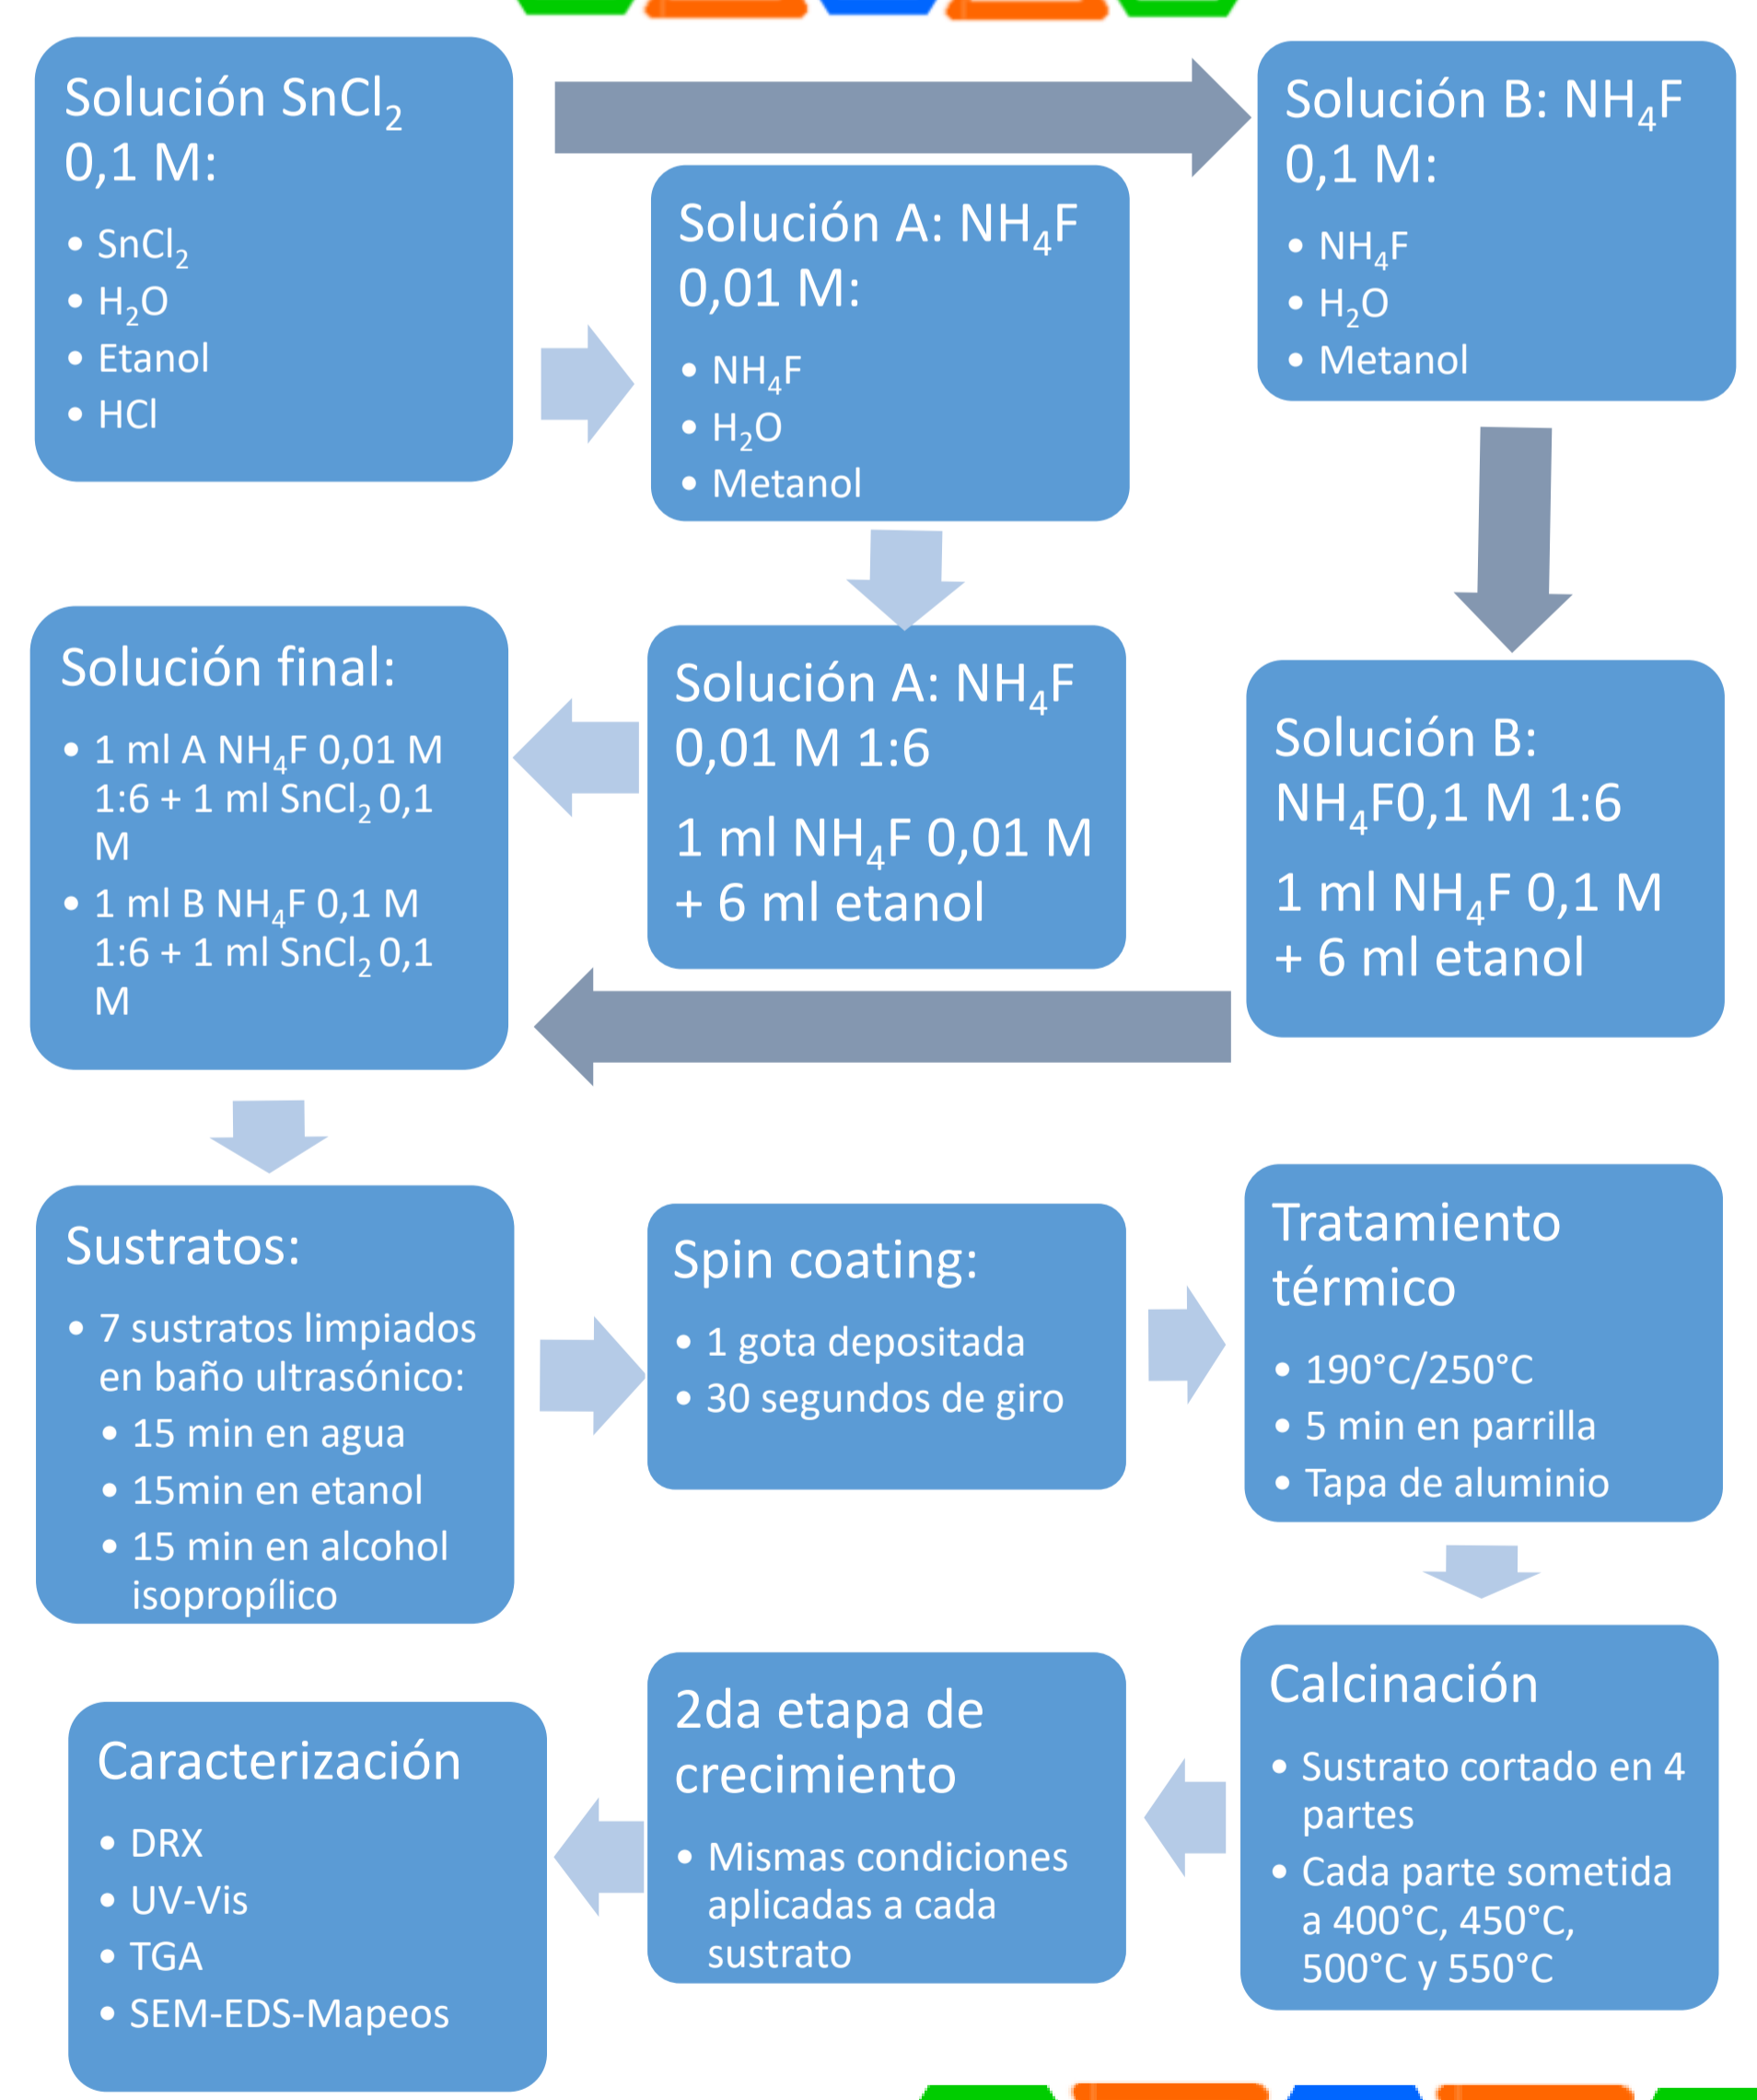 Solución SnCl₂
0,1 M:
• SnCl₂
• H₂O
• Etanol
• HCl
Solución A: NH₄F
0,01 M:
• NH₄F
• H₂O
• Metanol
Solución B: NH₄F
0,1 M:
• NH₄F
• H₂O
• Metanol
Solución A: NH₄F
0,01 M 1:6
1 ml NH₄F 0,01 M
+ 6 ml etanol
Solución B:
NH₄F0,1 M 1:6
1 ml NH₄F 0,1 M
+ 6 ml etanol
Solución final:
• 1 ml A NH₄F 0,01 M
1:6 + 1 ml SnCl₂ 0,1
M
• 1 ml B NH₄F 0,1 M
1:6 + 1 ml SnCl₂ 0,1
M
Sustratos:
• 7 sustratos limpiados
en baño ultrasónico:
• 15 min en agua
• 15min en etanol
• 15 min en alcohol
isopropílico
Spin coating:
• 1 gota depositada
• 30 segundos de giro
Tratamiento
térmico
• 190°C/250°C
• 5 min en parrilla
• Tapa de aluminio
Calcinación
• Sustrato cortado en 4
partes
• Cada parte sometida
a 400°C, 450°C,
500°C y 550°C
2da etapa de
crecimiento
• Mismas condiciones
aplicadas a cada
sustrato
Caracterización
• DRX
• UV-Vis
• TGA
• SEM-EDS-Mapeos